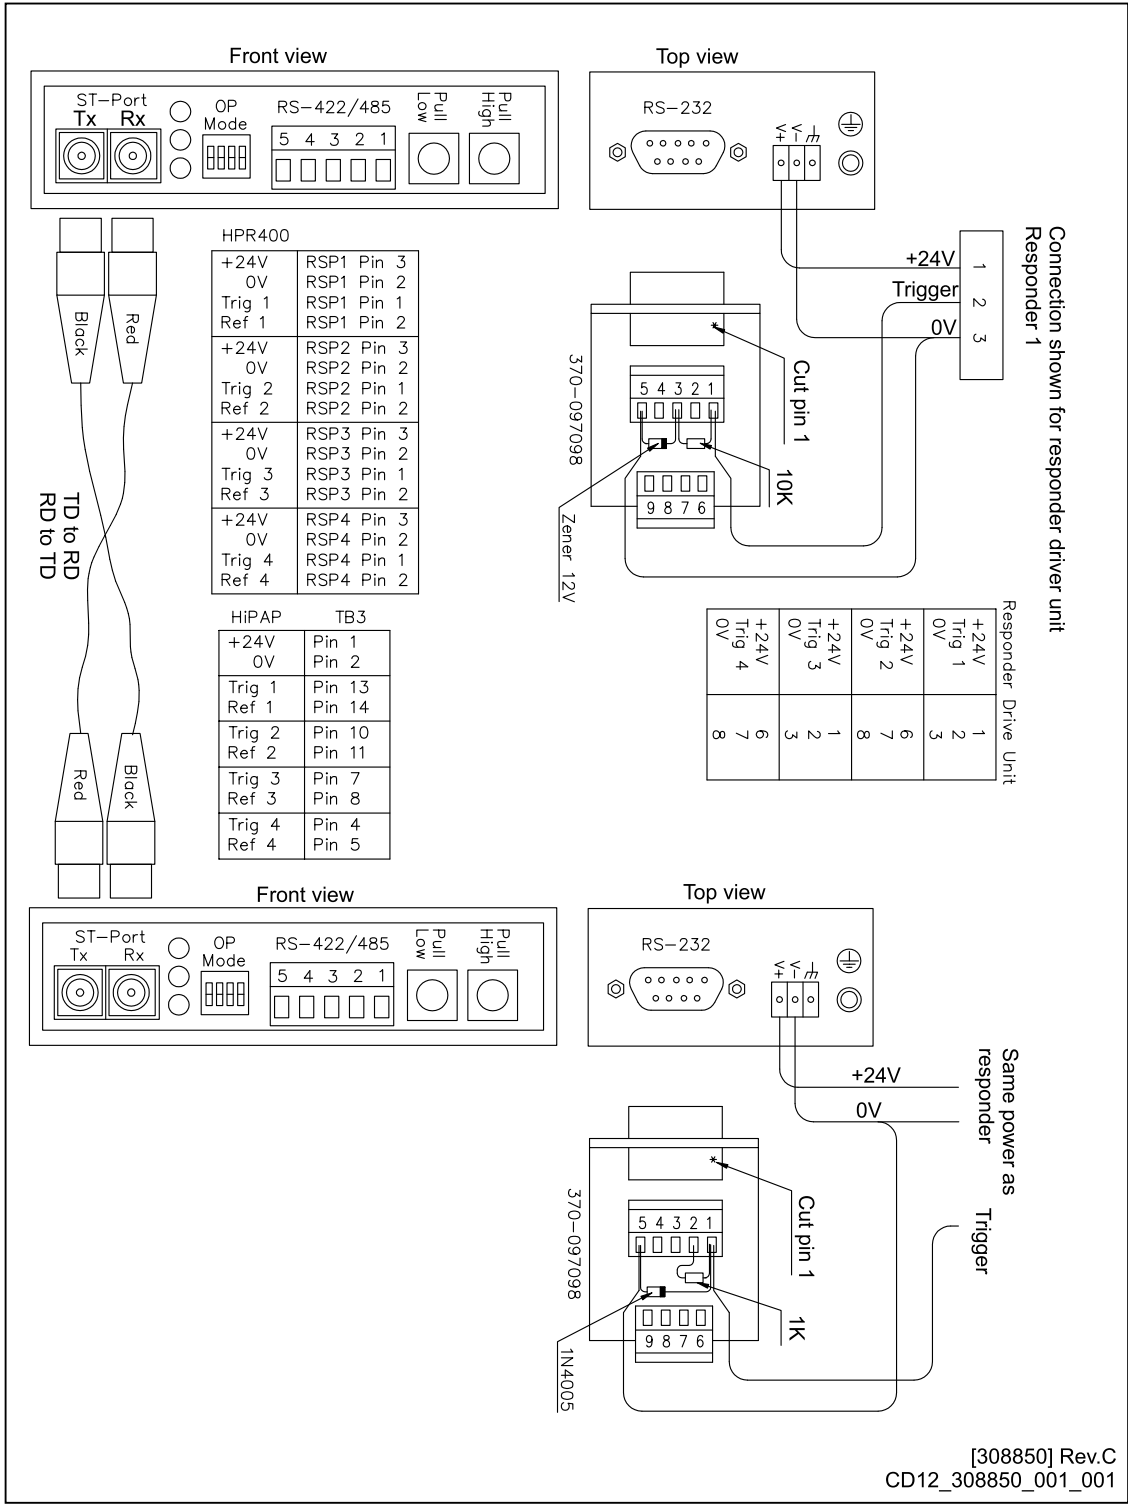 Front view
ST-Port
Tx Rx
OP
Mode
RS-422/485
5 4 3 2 1
Pull
Low
Pull
High
Top view
RS-232
V+ V-
Connection shown for responder driver unit
Responder 1
+24V 1
Trigger 2
0V 3
Cut pin 1
370-097098
5 4 3 2 1
10K
9 8 7 6
Zener 12V
Black
Red
TD to RD
RD to TD
Red
Black
HPR400
+24V RSP1 Pin 3
0V RSP1 Pin 2
Trig 1 RSP1 Pin 1
Ref 1 RSP1 Pin 2
+24V RSP2 Pin 3
0V RSP2 Pin 2
Trig 2 RSP2 Pin 1
Ref 2 RSP2 Pin 2
+24V RSP3 Pin 3
0V RSP3 Pin 2
Trig 3 RSP3 Pin 1
Ref 3 RSP3 Pin 2
+24V RSP4 Pin 3
0V RSP4 Pin 2
Trig 4 RSP4 Pin 1
Ref 4 RSP4 Pin 2
HiPAP TB3
+24V Pin 1
0V Pin 2
Trig 1 Pin 13
Ref 1 Pin 14
Trig 2 Pin 10
Ref 2 Pin 11
Trig 3 Pin 7
Ref 3 Pin 8
Trig 4 Pin 4
Ref 4 Pin 5
Responder Drive Unit
+24V 1
Trig 1 2
0V 3
+24V 6
Trig 2 7
0V 8
+24V 1
Trig 3 2
0V 3
+24V 6
Trig 4 7
0V 8
Front view
ST-Port
Tx Rx
OP
Mode
RS-422/485
5 4 3 2 1
Pull
Low
Pull
High
Top view
RS-232
V+ V-
+24V
0V
Same power as
responder
Trigger
Cut pin 1
370-097098
5 4 3 2 1
1K
9 8 7 6
1N4005
[308850] Rev.C
CD12_308850_001_001